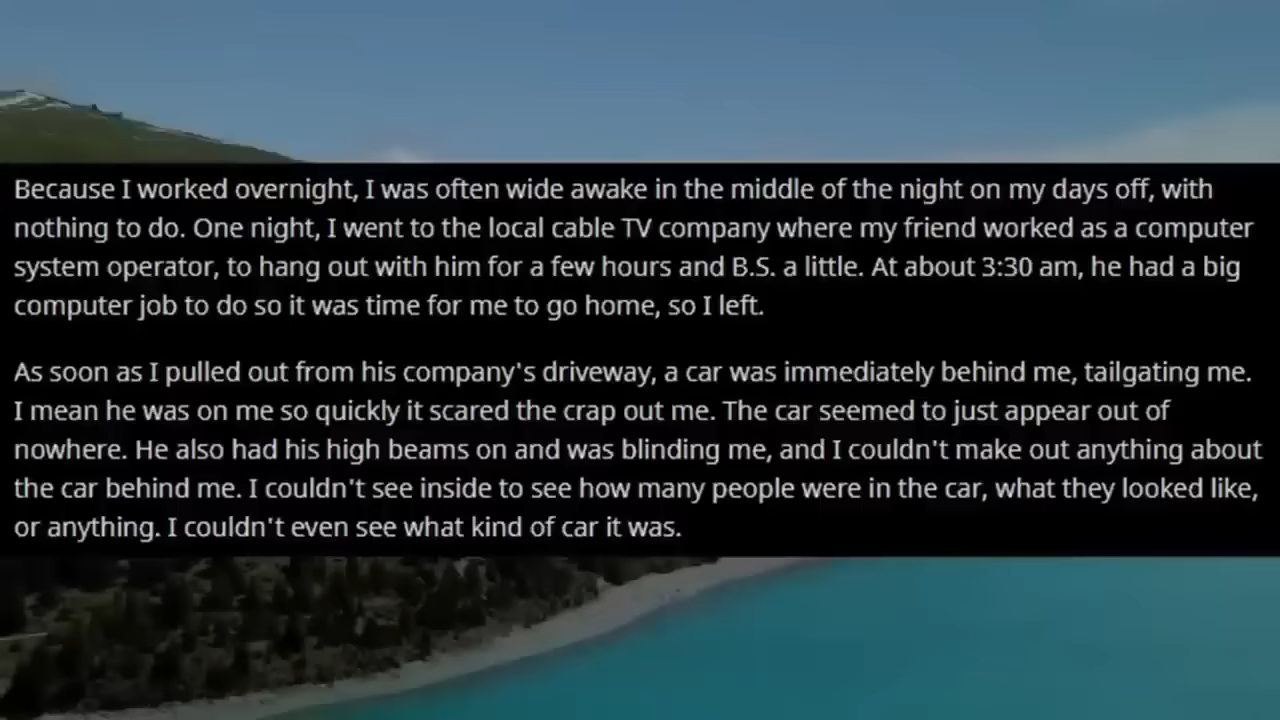 Because I worked overnight, I was often wide awake in the middle of the night on my days off, with
nothing to do. One night, I went to the local cable TV company where my friend worked as a computer
system operator, to hang out with him for a few hours and B.S. a little. At about 3:30 am, he had a big
computer job to do so it was time for me to go home, so I left.
As soon as I pulled out from his company's driveway, a car was immediately behind me, tailgating me.
I mean he was on me so quickly it scared the crap out me. The car seemed to just appear out of
nowhere. He also had his high beams on and was blinding me, and I couldn't make out anything about
the car behind me. I couldn't see inside to see how many people were in the car, what they looked like,
or anything. I couldn't even see what kind of car it was.